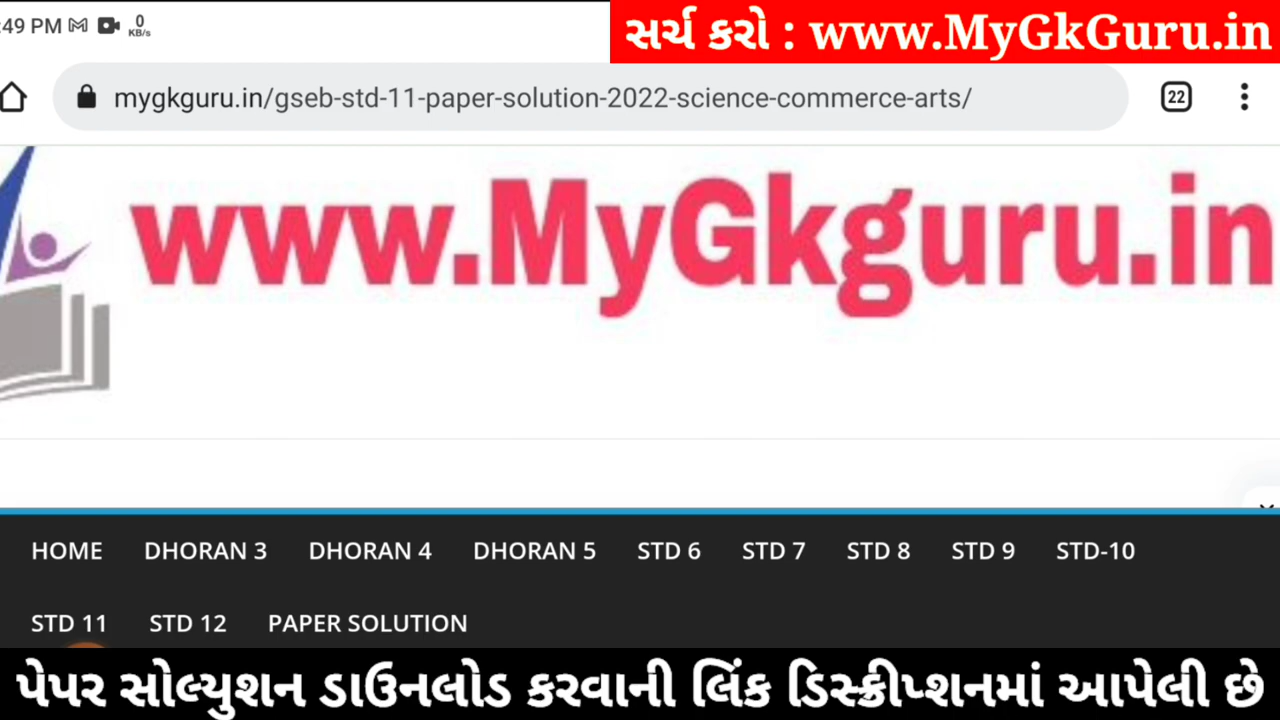 :49 PM 0 KB/s
સર્ચ કરો : www.MyGkGuru.in
mygkguru.in/gseb-std-11-paper-solution-2022-science-commerce-arts/ 22
www.MyGkguru.in
HOME DHORAN 3 DHORAN 4 DHORAN 5 STD 6 STD 7 STD 8 STD 9 STD-10
STD 11 STD 12 PAPER SOLUTION
પેપર સોલ્યુશન ડાઉનલોડ કરવાની લિંક ડિસ્ક્રીપ્શનમાં આપેલી છે